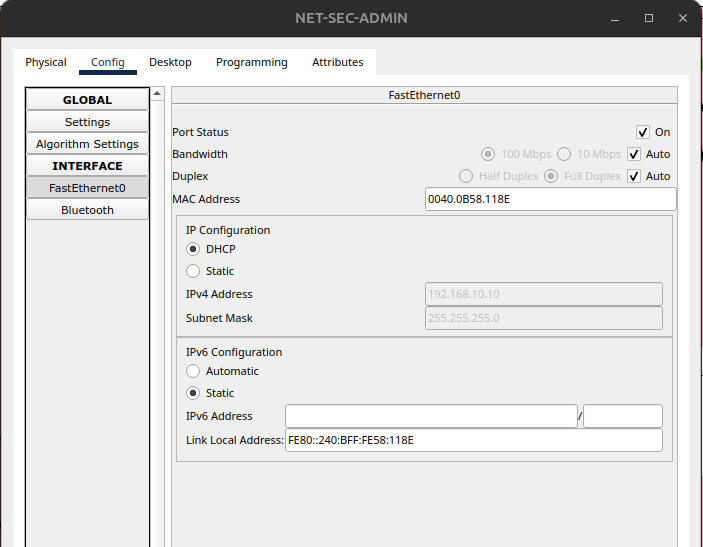 NET-SEC-ADMIN
Physical Config Desktop Programming Attributes
GLOBAL
Settings
Algorithm Settings
INTERFACE
FastEthernet0
Bluetooth
FastEthernet0
Port Status On
Bandwidth 100 Mbps 10 Mbps Auto
Duplex Half Duplex Full Duplex Auto
MAC Address 0040.0B58.118E
IP Configuration
DHCP
Static
IPv4 Address 192.168.10.10
Subnet Mask 255.255.255.0
IPv6 Configuration
Automatic
Static
IPv6 Address /
Link Local Address: FE80::240:BFF:FE58:118E